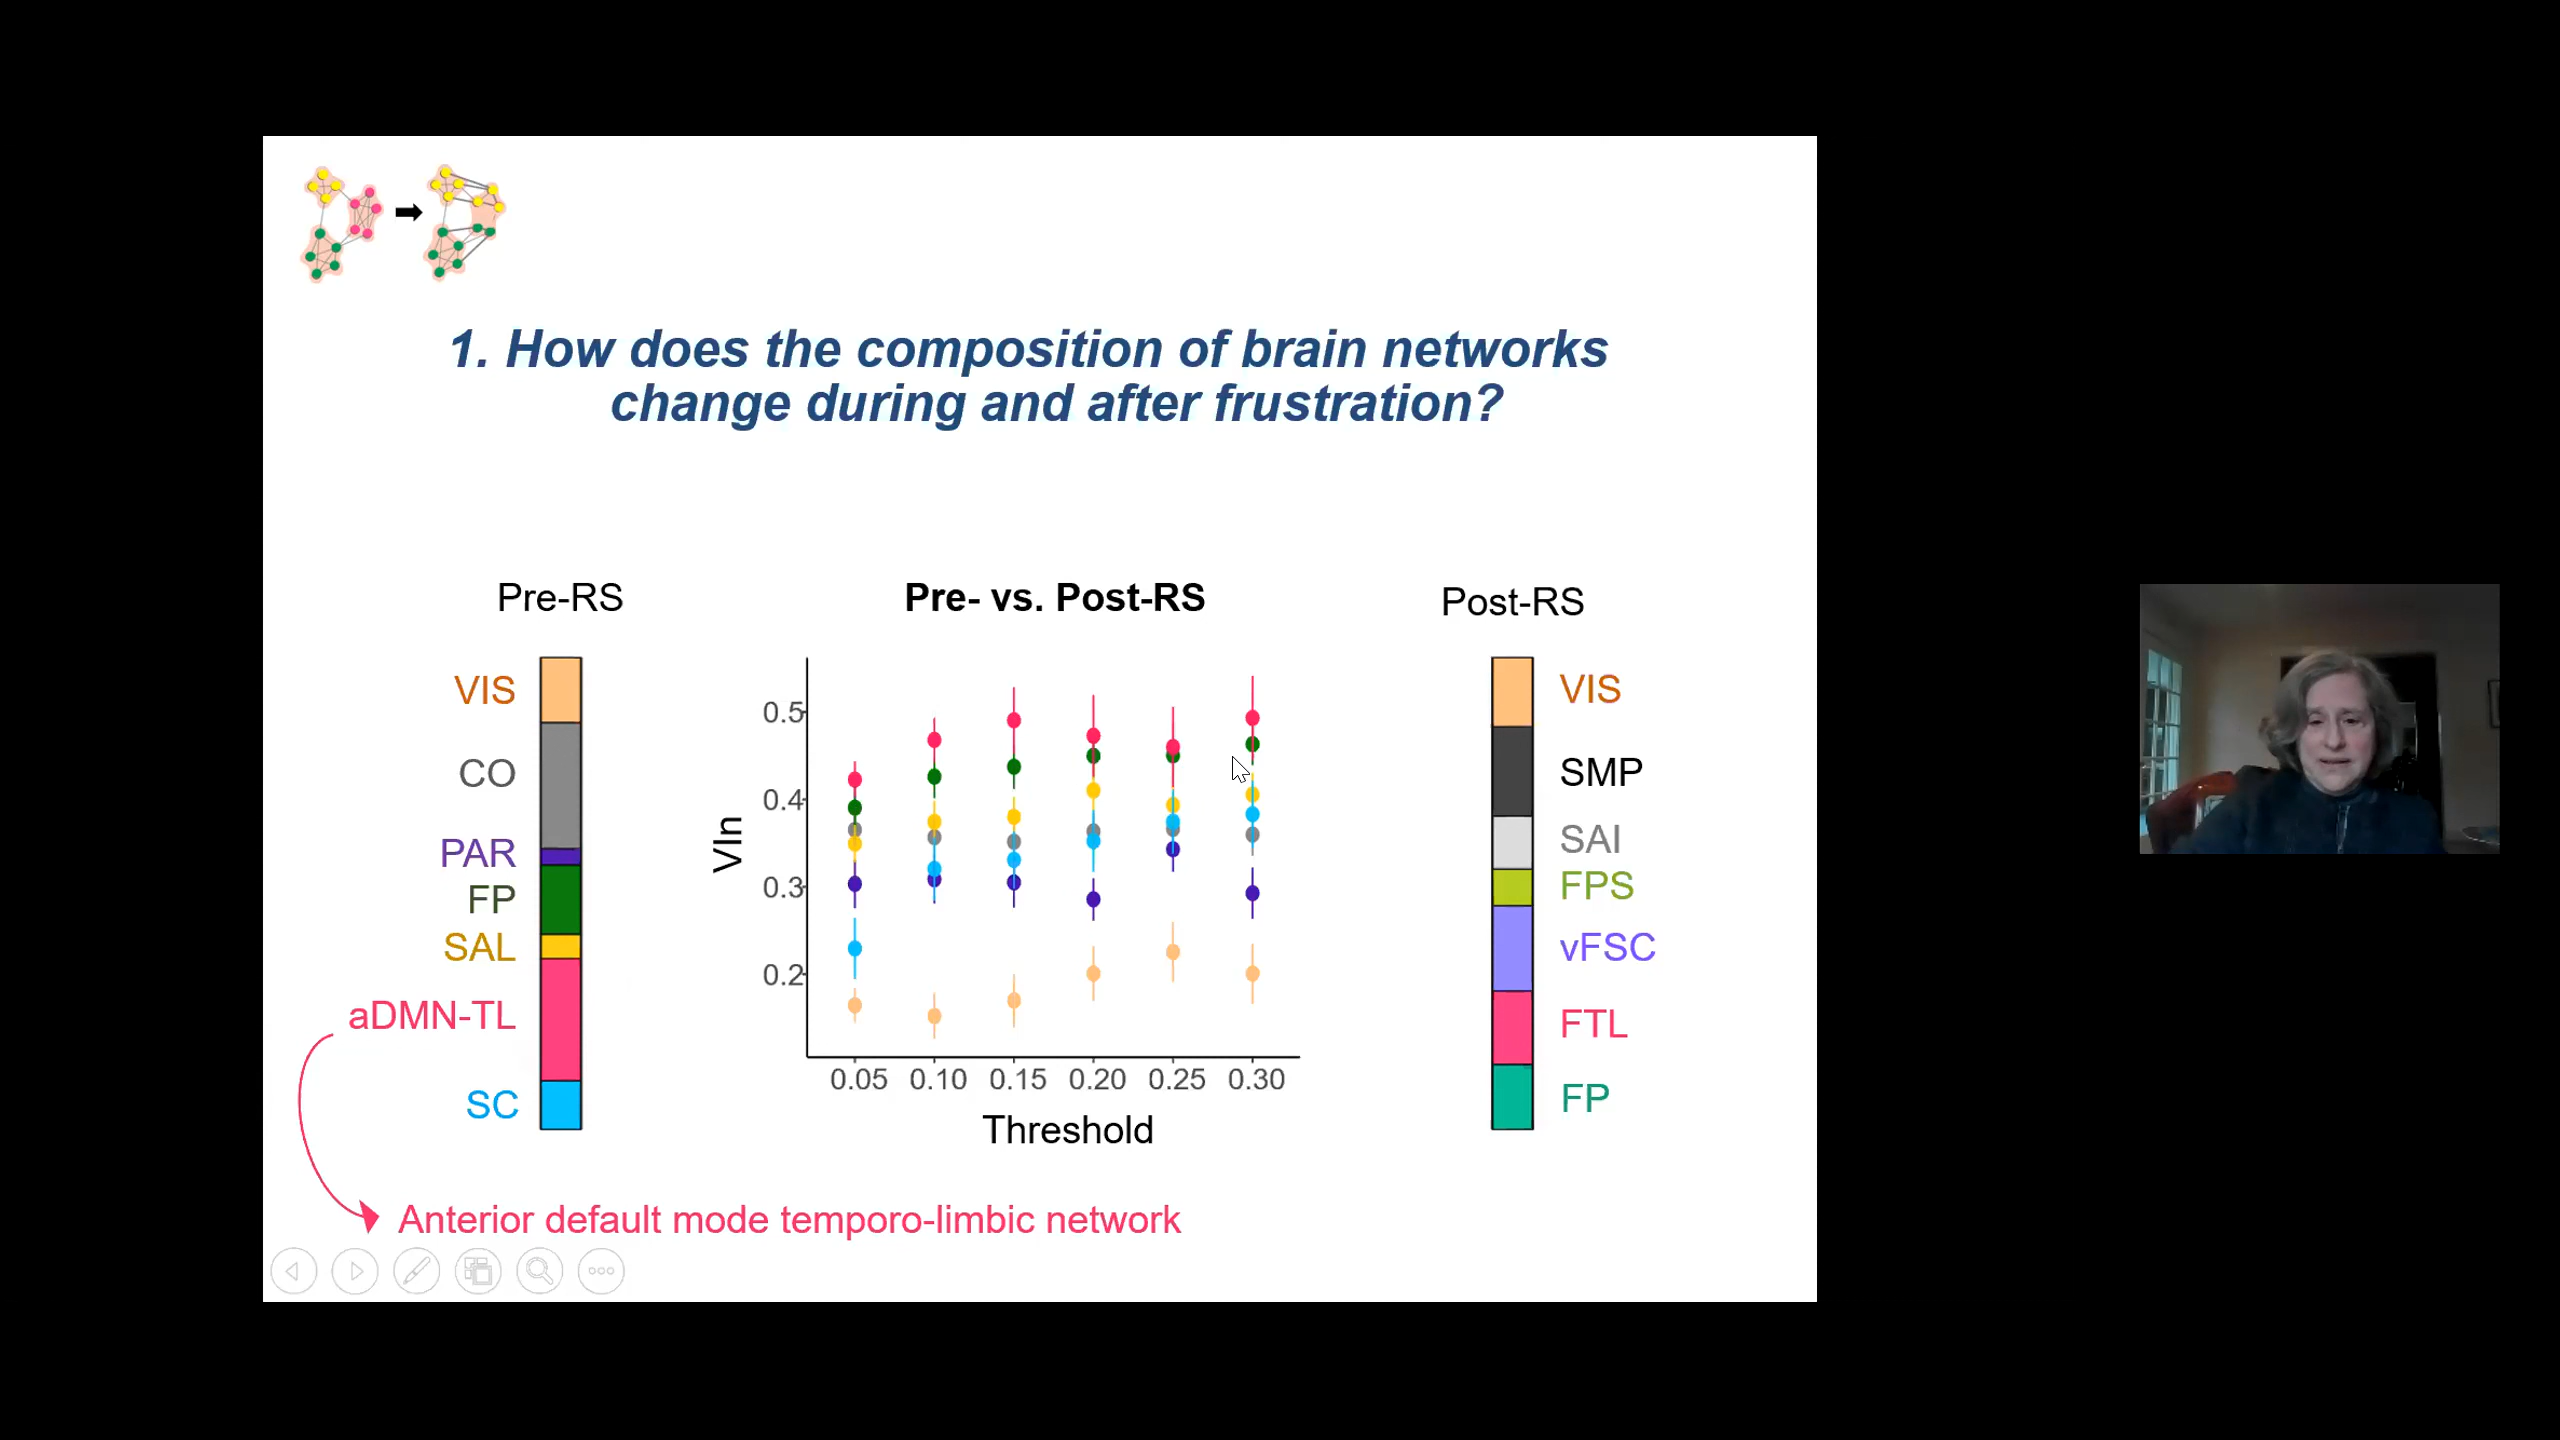 1. How does the composition of brain networks
change during and after frustration?
Pre-RS
VIS
CO
PAR
FP
SAL
aDMN-TL
SC
Pre- vs. Post-RS
VIn
0.5
0.4
0.3
0.2
0.05 0.10 0.15 0.20 0.25 0.30
Threshold
Post-RS
VIS
SMP
SAI
FPS
vFSC
FTL
FP
Anterior default mode temporo-limbic network